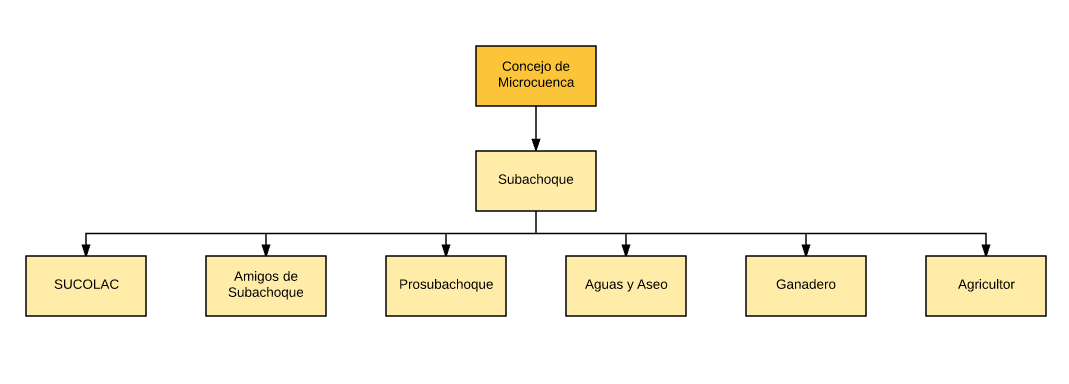 Concejo de
Microcuenca
Subachoque
SUCOLAC
Amigos de
Subachoque
Prosubachoque
Aguas y Aseo
Ganadero
Agricultor